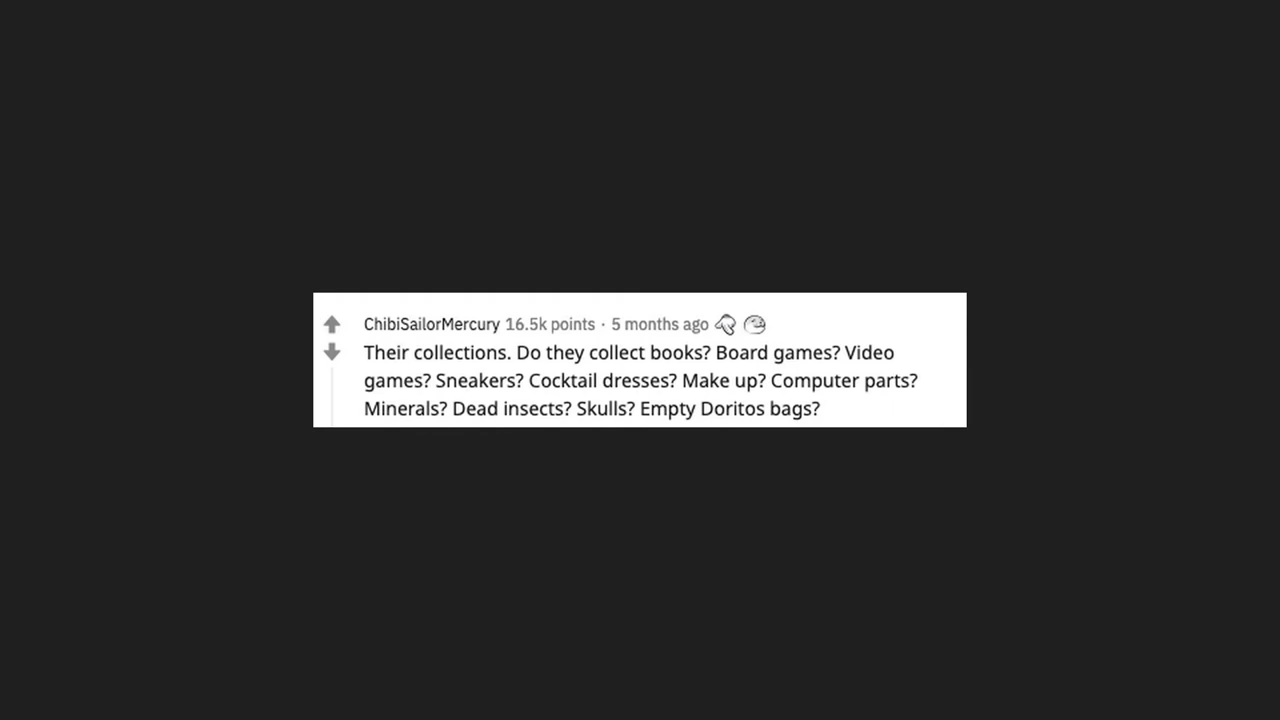 ChibiSailorMercury 16.5k points · 5 months ago
Their collections. Do they collect books? Board games? Video
games? Sneakers? Cocktail dresses? Make up? Computer parts?
Minerals? Dead insects? Skulls? Empty Doritos bags?